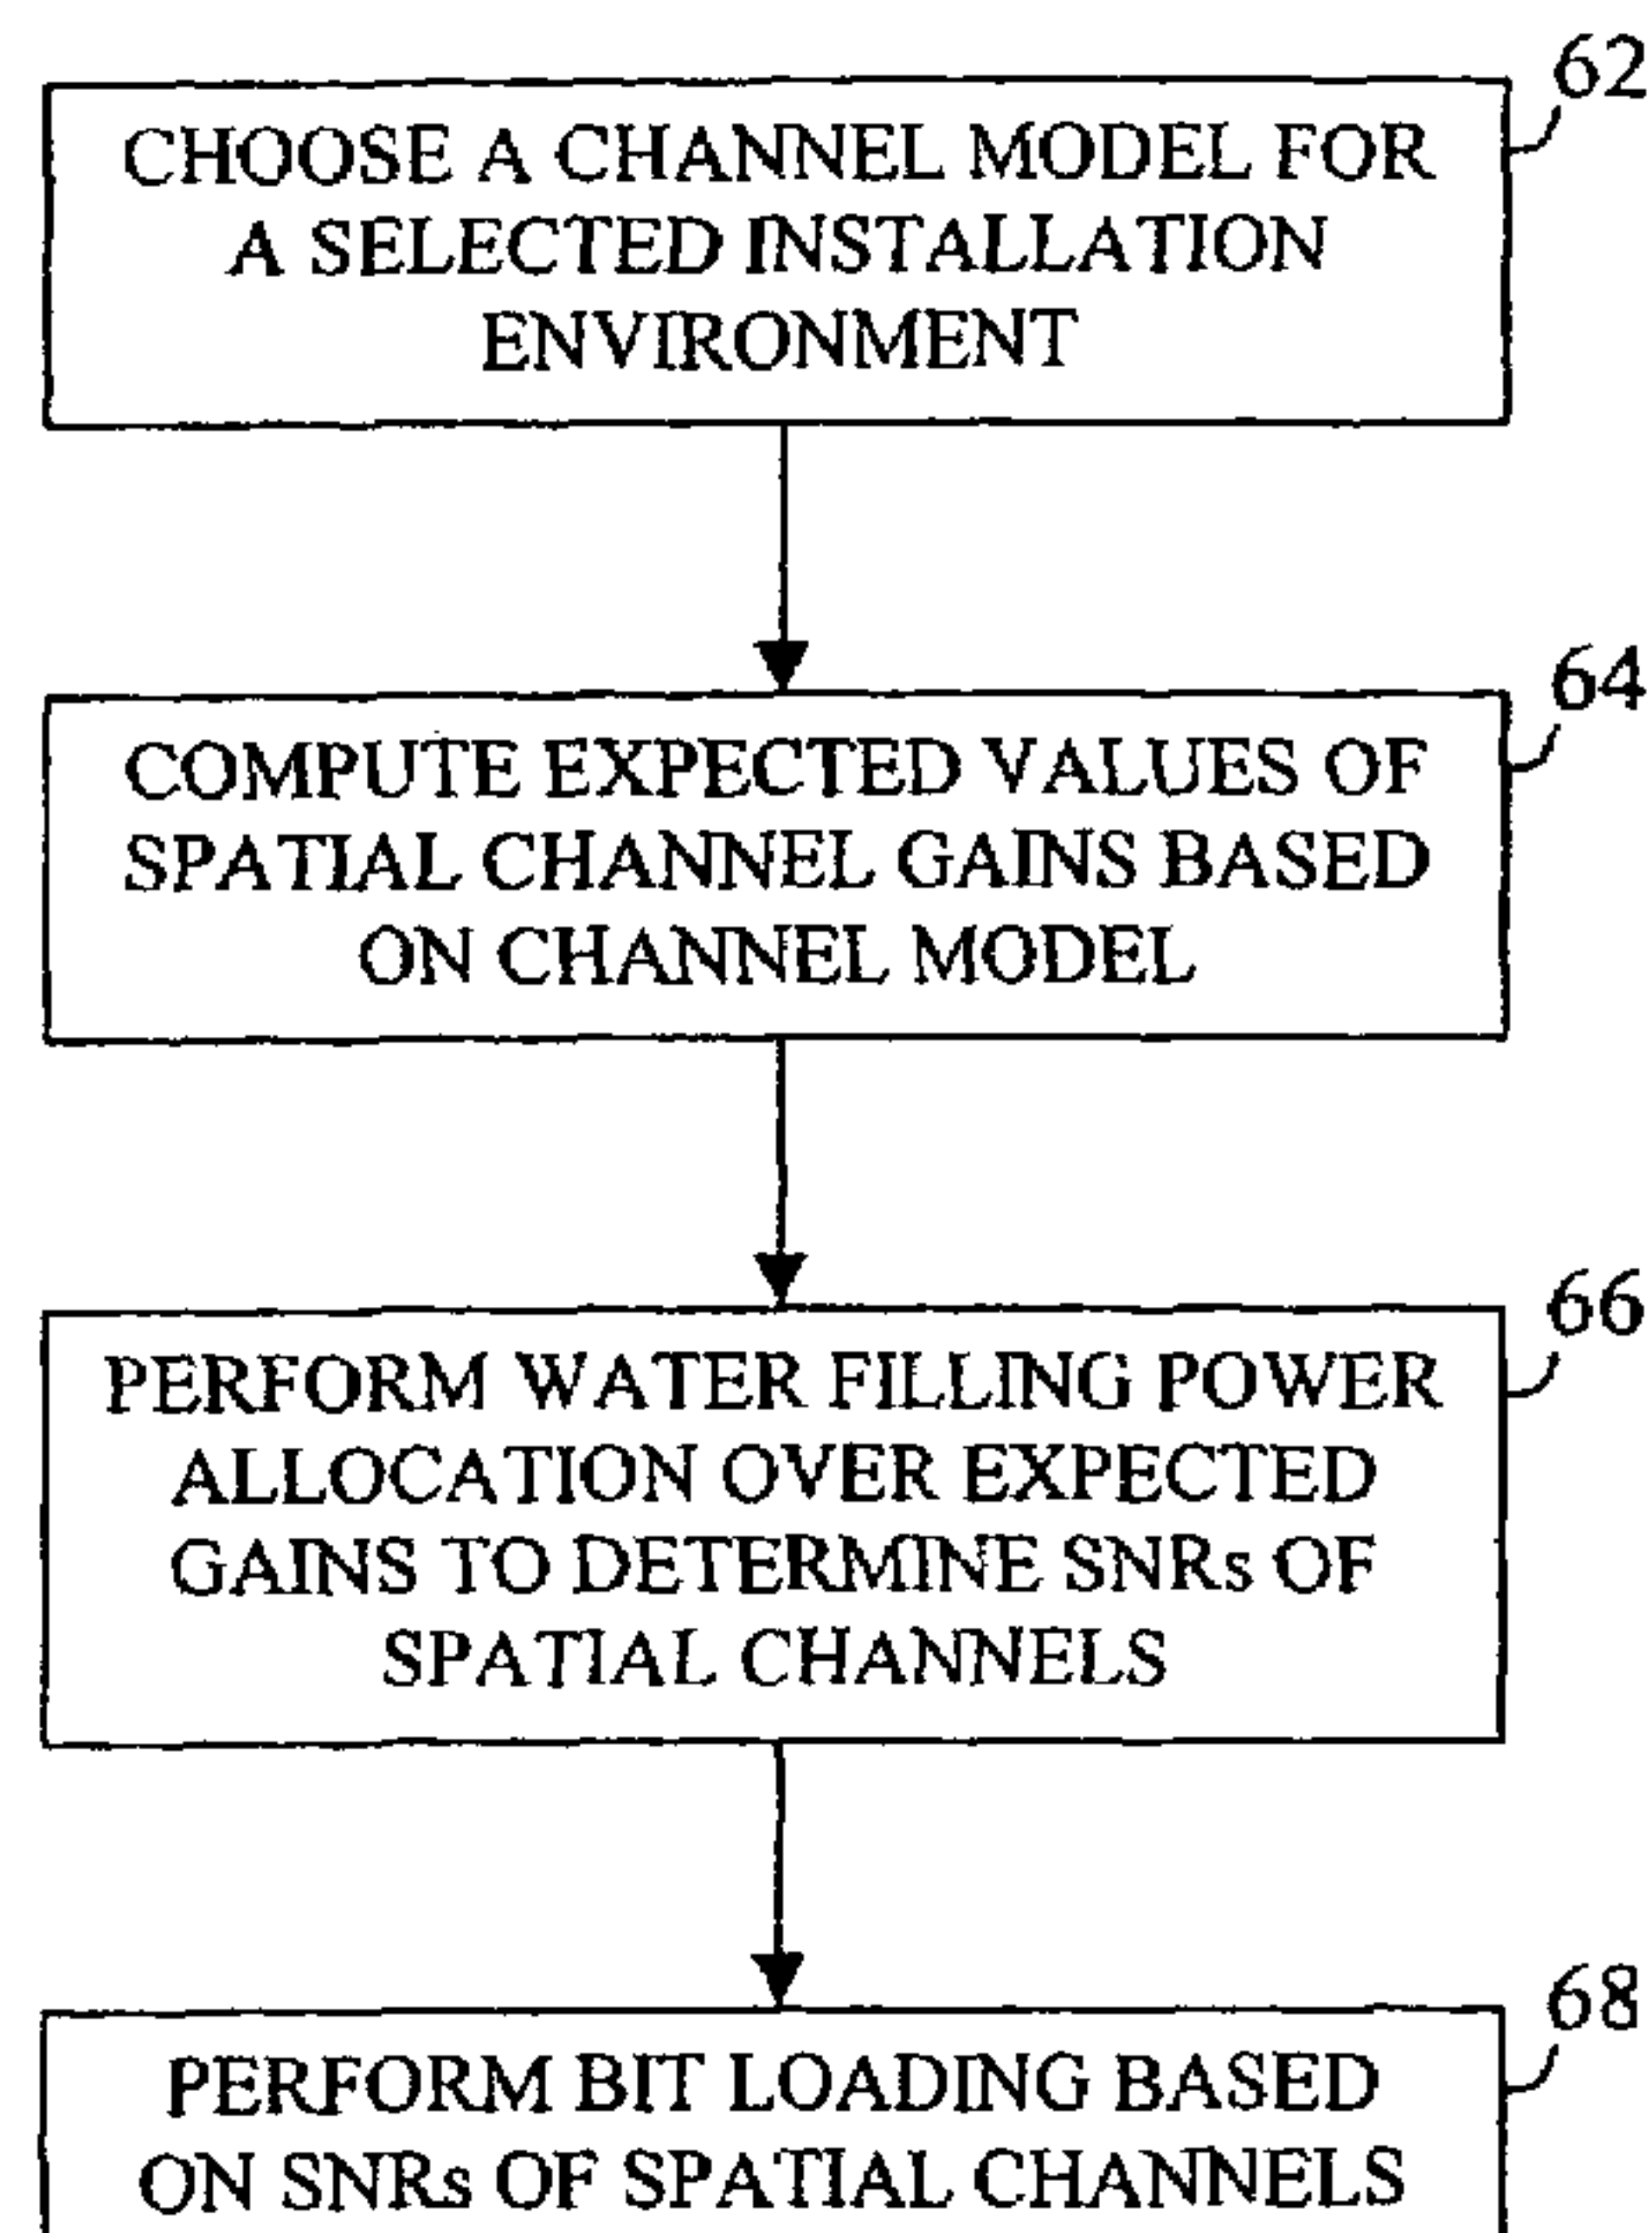 62
CHOOSE A CHANNEL MODEL FOR
A SELECTED INSTALLATION
ENVIRONMENT
64
COMPUTE EXPECTED VALUES OF
SPATIAL CHANNEL GAINS BASED
ON CHANNEL MODEL
66
PERFORM WATER FILLING POWER
ALLOCATION OVER EXPECTED
GAINS TO DETERMINE SNRs OF
SPATIAL CHANNELS
68
PERFORM BIT LOADING BASED
ON SNRs OF SPATIAL CHANNELS